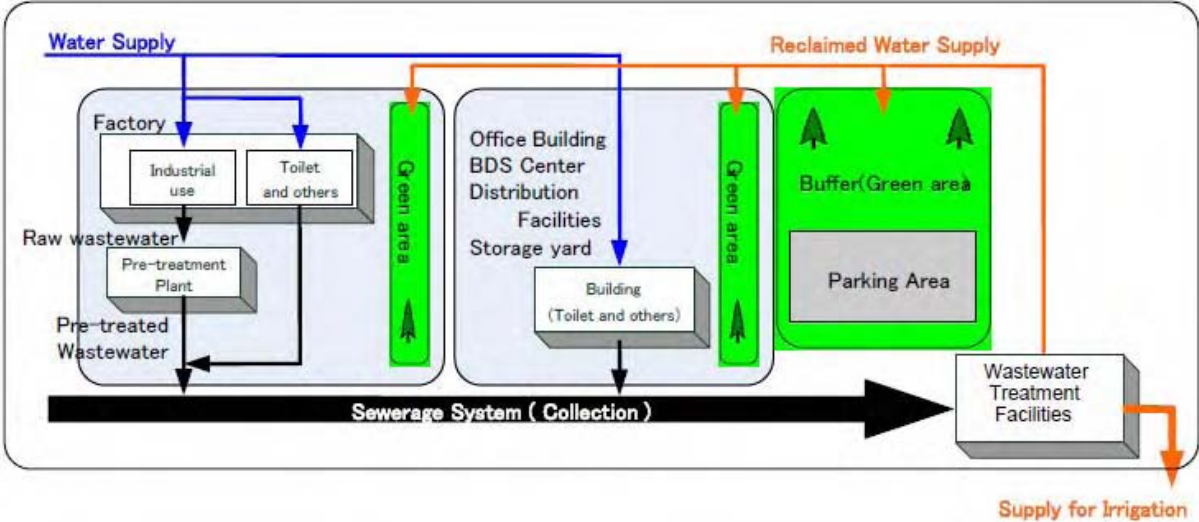 Water Supply
Reclaimed Water Supply
Factory
Industrial
use
Toilet
and others
Green area
Raw wastewater
Pre-treatment
Plant
Pre-treated
Wastewater
Office Building
BDS Center
Distribution
Facilities
Storage yard
Building
(Toilet and others)
Green area
Buffer(Green area)
Parking Area
Sewerage System ( Collection )
Wastewater
Treatment
Facilities
Supply for Irrigation